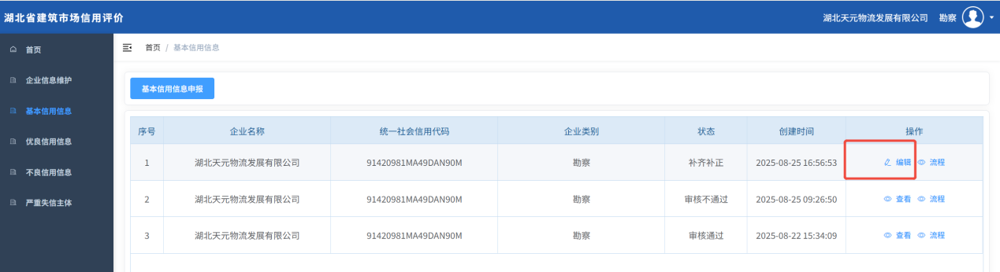 湖北省建筑市场信用评价 湖北天元物流发展有限公司 勘察
首页 首页 / 基本信用信息
企业信息维护 基本信用信息申报
基本信用信息
序号 企业名称 统一社会信用代码 企业类别 状态 创建时间 操作
优良信用信息
1 湖北天元物流发展有限公司 91420981MA49DAN90M 勘察 补齐补正 2025-08-25 16:56:53 编辑 流程
不良信用信息
2 湖北天元物流发展有限公司 91420981MA49DAN90M 勘察 审核不通过 2025-08-25 09:26:50 查看 流程
严重失信主体
3 湖北天元物流发展有限公司 91420981MA49DAN90M 勘察 审核通过 2025-08-22 15:34:09 查看 流程